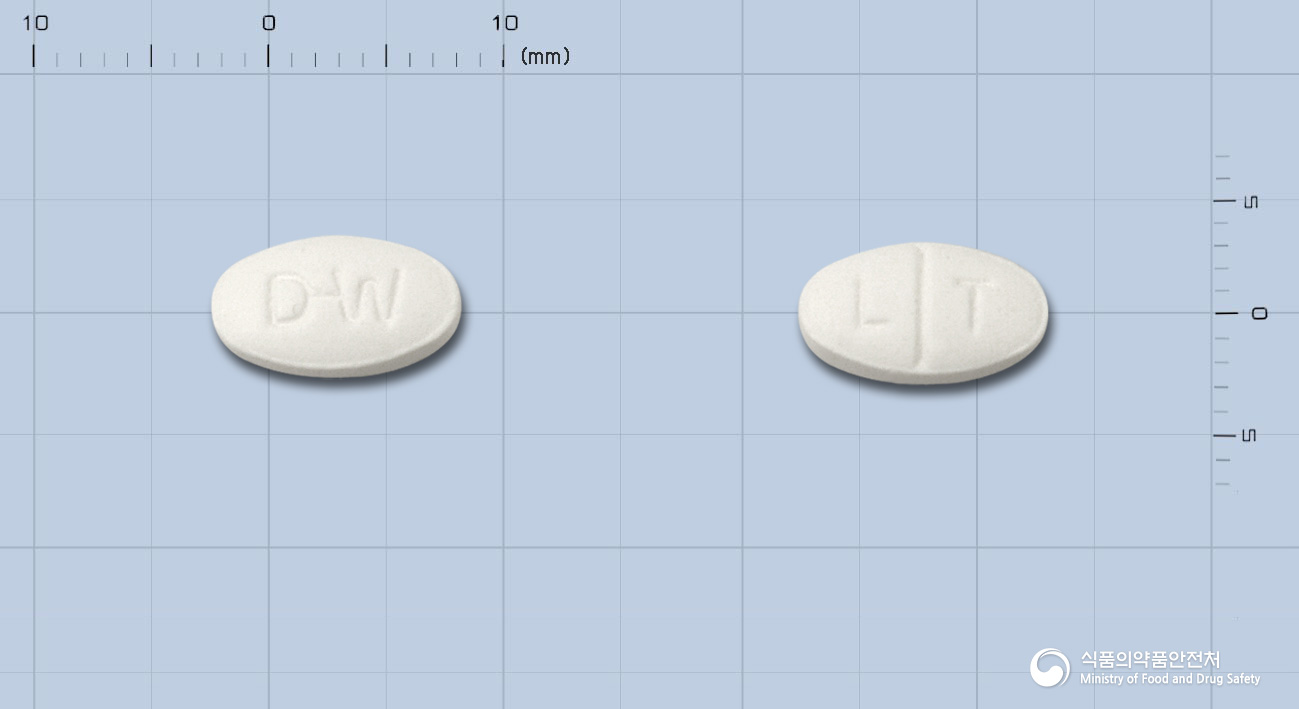 10 0 10
(mm)
5
0
5
D-W
L T
식품의약품안전처
Ministry of Food and Drug Safety